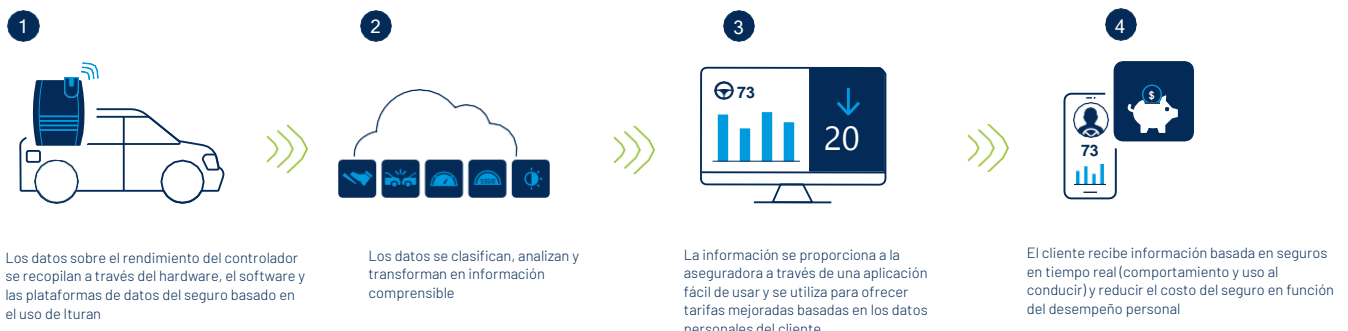 1
2
3
4
73
20
$
73
Los datos sobre el rendimiento del controlador
se recopilan a través del hardware, el software y
las plataformas de datos del seguro basado en
el uso de Ituran
Los datos se clasifican, analizan y
transforman en información
comprensible
La información se proporciona a la
aseguradora a través de una aplicación
fácil de usar y se utiliza para ofrecer
tarifas mejoradas basadas en los datos
personales del cliente
El cliente recibe información basada en seguros
en tiempo real (comportamiento y uso al
conducir) y reducir el costo del seguro en función
del desempeño personal